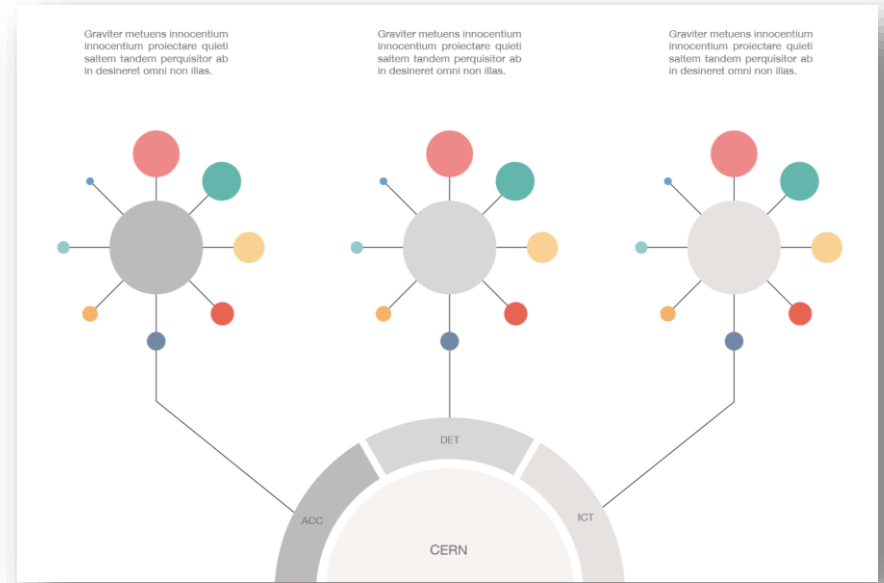 Graviter metuens innocentium
innocentium proiectare quieti
saltem tandem perquisitor ab
in desineret omni non illas.
Graviter metuens innocentium
innocentium proiectare quieti
saltem tandem perquisitor ab
in desineret omni non illas.
Graviter metuens innocentium
innocentium proiectare quieti
saltem tandem perquisitor ab
in desineret omni non illas.
DET
ACC
ICT
CERN